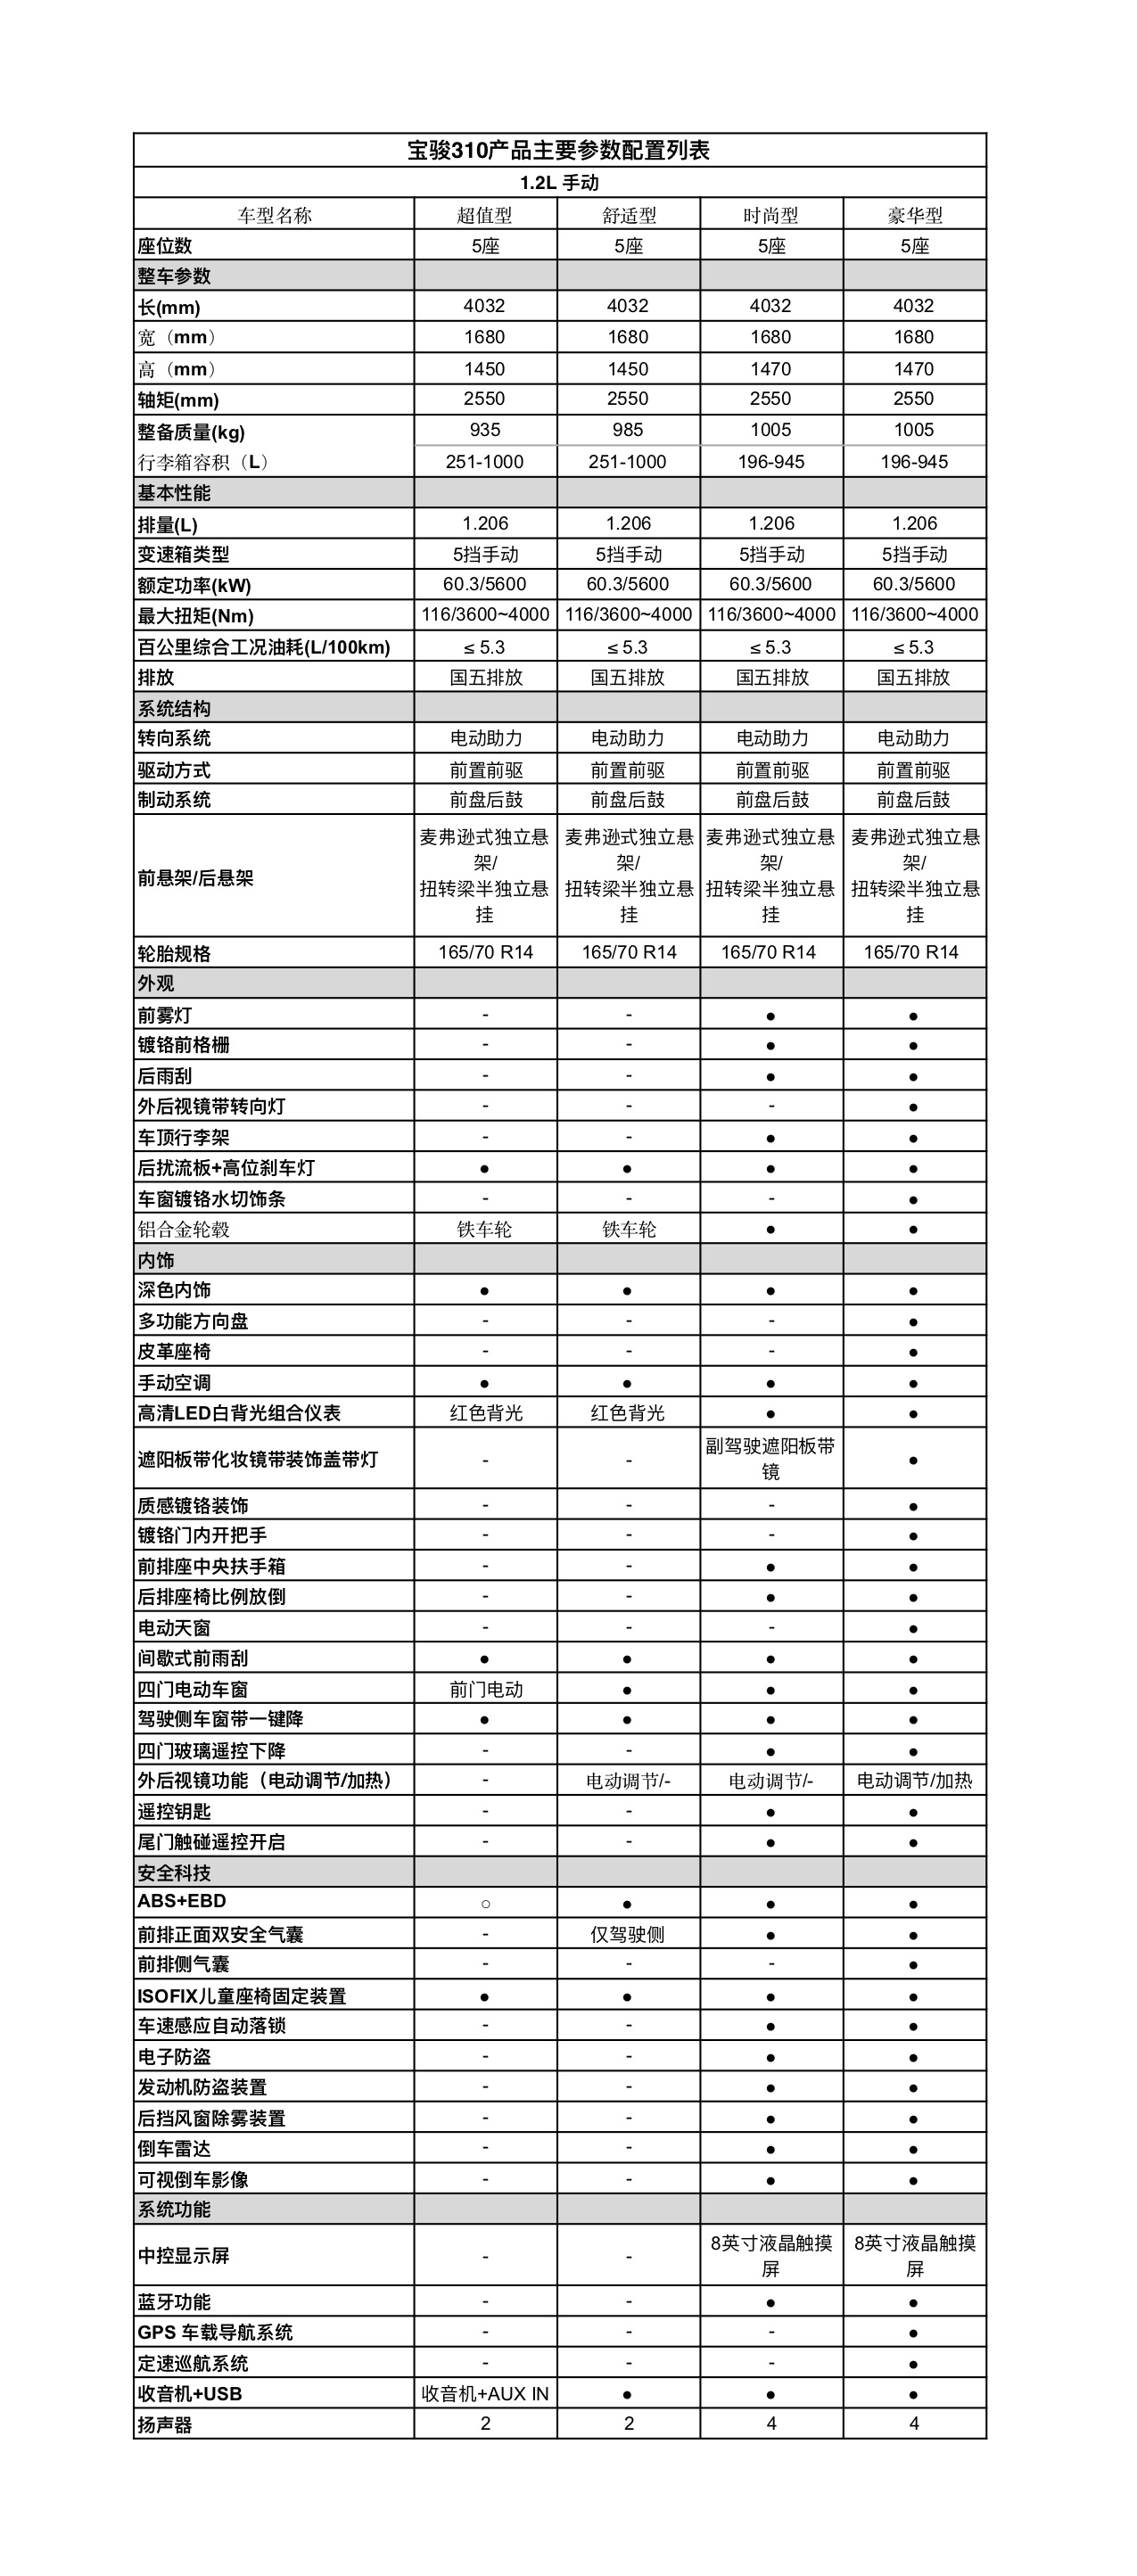 宝骏310产品主要参数配置列表
1.2L 手动
车型名称 超值型 舒适型 时尚型 豪华型
座位数 5座 5座 5座 5座
整车参数
长(mm) 4032 4032 4032 4032
宽（mm） 1680 1680 1680 1680
高（mm） 1450 1450 1470 1470
轴矩(mm) 2550 2550 2550 2550
整备质量(kg) 935 985 1005 1005
行李箱容积（L） 251-1000 251-1000 196-945 196-945
基本性能
排量(L) 1.206 1.206 1.206 1.206
变速箱类型 5挡手动 5挡手动 5挡手动 5挡手动
额定功率(kW) 60.3/5600 60.3/5600 60.3/5600 60.3/5600
最大扭矩(Nm) 116/3600~4000 116/3600~4000 116/3600~4000 116/3600~4000
百公里综合工况油耗(L/100km) ≤ 5.3 ≤ 5.3 ≤ 5.3 ≤ 5.3
排放 国五排放 国五排放 国五排放 国五排放
系统结构
转向系统 电动助力 电动助力 电动助力 电动助力
驱动方式 前置前驱 前置前驱 前置前驱 前置前驱
制动系统 前盘后鼓 前盘后鼓 前盘后鼓 前盘后鼓
前悬架/后悬架 麦弗逊式独立悬架/扭转梁半独立悬挂 麦弗逊式独立悬架/扭转梁半独立悬挂 麦弗逊式独立悬架/扭转梁半独立悬挂 麦弗逊式独立悬架/扭转梁半独立悬挂
轮胎规格 165/70 R14 165/70 R14 165/70 R14 165/70 R14
外观
前雾灯 - - ● ●
镀铬前格栅 - - ● ●
后雨刮 - - ● ●
外后视镜带转向灯 - - - ●
车顶行李架 - - ● ●
后扰流板+高位刹车灯 ● ● ● ●
车窗镀铬水切饰条 - - - ●
铝合金轮毂 铁车轮 铁车轮 ● ●
内饰
深色内饰 ● ● ● ●
多功能方向盘 - - - ●
皮革座椅 - - - ●
手动空调 ● ● ● ●
高清LED白背光组合仪表 红色背光 红色背光 ● ●
遮阳板带化妆镜带装饰盖带灯 - - 副驾驶遮阳板带镜 ●
质感镀铬装饰 - - - ●
镀铬门内开把手 - - - ●
前排座中央扶手箱 - - ● ●
后排座椅比例放倒 - - ● ●
电动天窗 - - - ●
间歇式前雨刮 ● ● ● ●
四门电动车窗 前门电动 ● ● ●
驾驶侧车窗带一键降 ● ● ● ●
四门玻璃遥控下降 - - ● ●
外后视镜功能（电动调节/加热） - 电动调节/- 电动调节/- 电动调节/加热
遥控钥匙 - - ● ●
尾门触碰遥控开启 - - ● ●
安全科技
ABS+EBD ○ ● ● ●
前排正面双安全气囊 - 仅驾驶侧 ● ●
前排侧气囊 - - - ●
ISOFIX儿童座椅固定装置 ● ● ● ●
车速感应自动落锁 - - ● ●
电子防盗 - - ● ●
发动机防盗装置 - - ● ●
后挡风窗除雾装置 - - ● ●
倒车雷达 - - ● ●
可视倒车影像 - - ● ●
系统功能
中控显示屏 - - 8英寸液晶触摸屏 8英寸液晶触摸屏
蓝牙功能 - - ● ●
GPS 车载导航系统 - - - ●
定速巡航系统 - - - ●
收音机+USB 收音机+AUX IN ● ● ●
扬声器 2 2 4 4